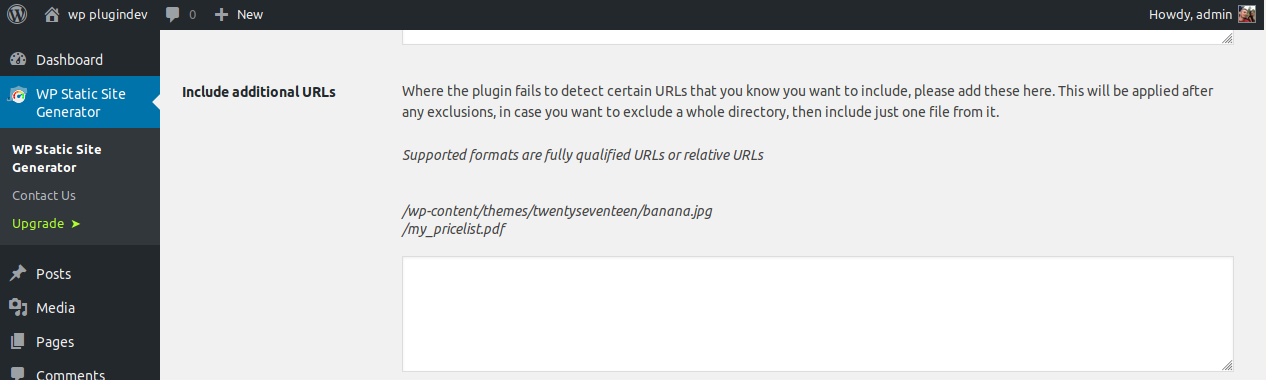 wp plugindev 0 New Howdy, admin
Dashboard
WP Static Site
Generator
WP Static Site
Generator
Contact Us
Upgrade ➤
Posts
Media
Pages
Comments
Include additional URLs
Where the plugin fails to detect certain URLs that you know you want to include, please add these here. This will be applied after
any exclusions, in case you want to exclude a whole directory, then include just one file from it.
Supported formats are fully qualified URLs or relative URLs
/wp-content/themes/twentyseventeen/banana.jpg
/my_pricelist.pdf